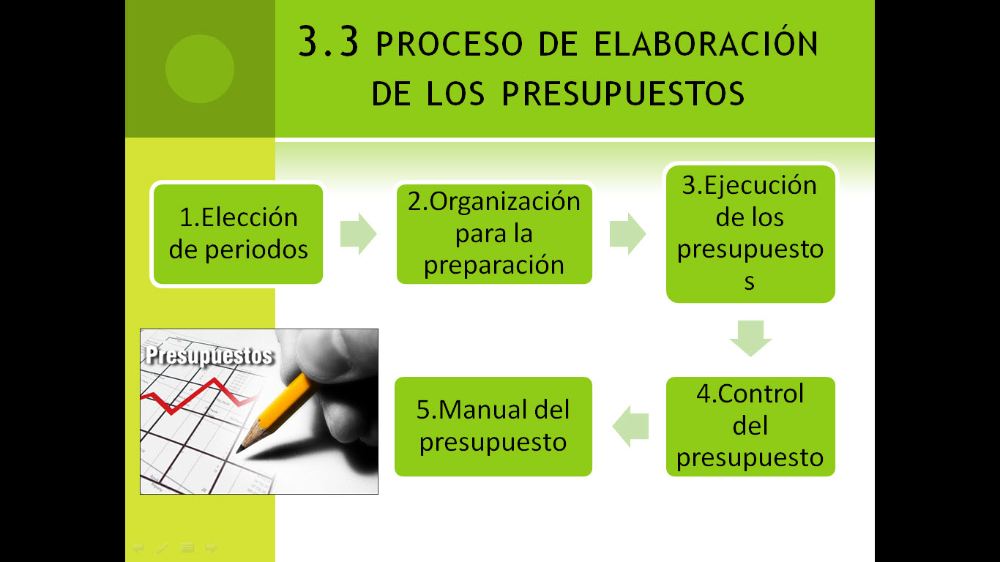 3.3 PROCESO DE ELABORACIÓN
DE LOS PRESUPUESTOS
1.Elección
de periodos
2.Organización
para la
preparación
3.Ejecución
de los
presupuesto
s
4.Control
del
presupuesto
5.Manual del
presupuesto
Presupuestos